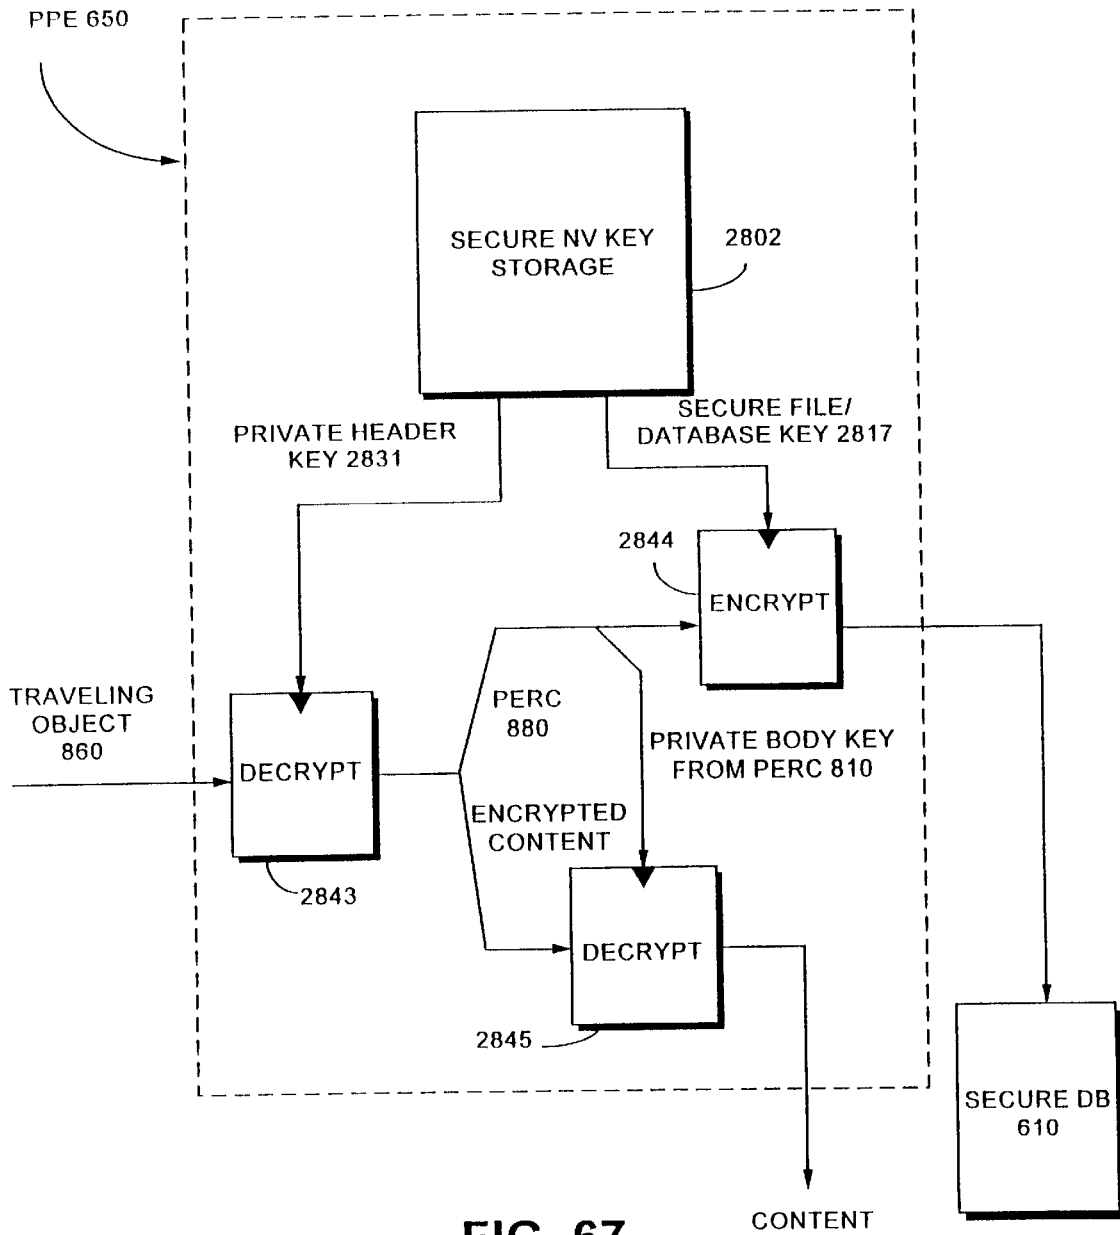 PPE 650
SECURE NV KEY
STORAGE
2802
PRIVATE HEADER
KEY 2831
SECURE FILE/
DATABASE KEY 2817
2844
ENCRYPT
TRAVELING
OBJECT
860
DECRYPT
2843
PERC
880
PRIVATE BODY KEY
FROM PERC 810
ENCRYPTED
CONTENT
DECRYPT
2845
SECURE DB
610
CONTENT
FIG. 67